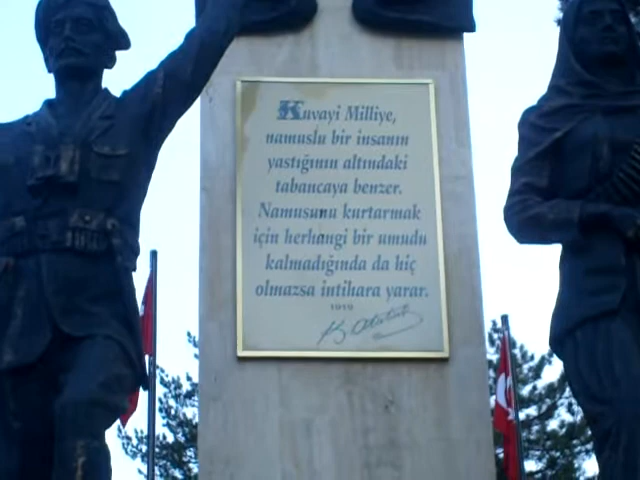 Kuvayi Milliye,
namuslu bir insanın
yastığının altındaki
tabancaya benzer.
Namusunu kurtarmak
için herhangi bir umudu
kalmadığında da hiç
olmazsa intihara yarar.
1919
K. Atatürk